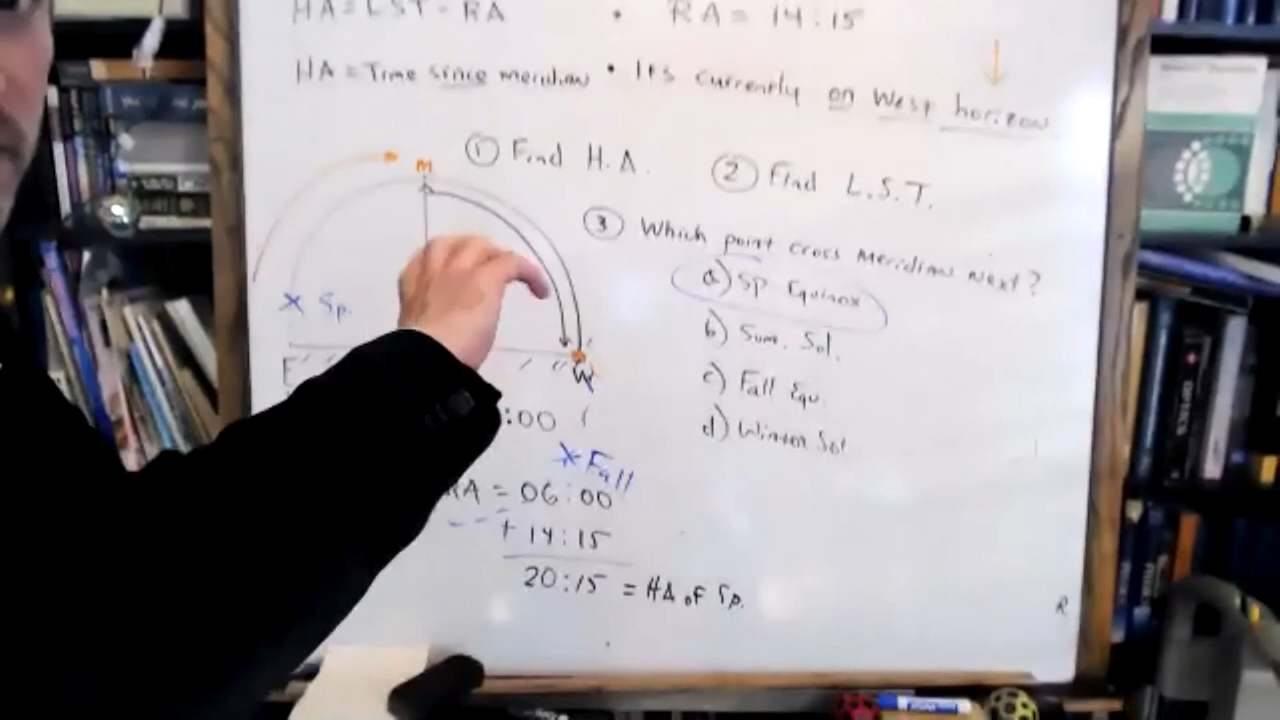 HA = LST - RA • RA = 14:15
HA = Time since meridian • Its currently on West horizon
① Find H.A. ② Find L.S.T.
③ Which point cross Meridian next?
a) Sp Equinox
b) Sum. Sol.
c) Fall Equ.
d) Winter Sol
M
× Sp.
E
W
:00
× Fall
RA = 06:00
+ 14:15
20:15 = HA of Sp.
R